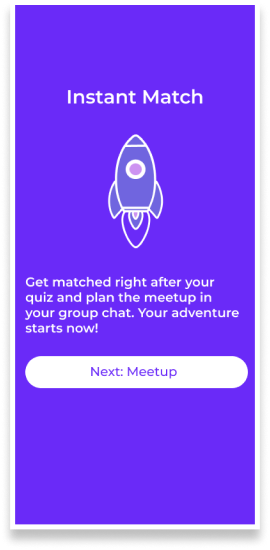 Instant Match
Get matched right after your
quiz and plan the meetup in
your group chat. Your adventure
starts now!
Next: Meetup